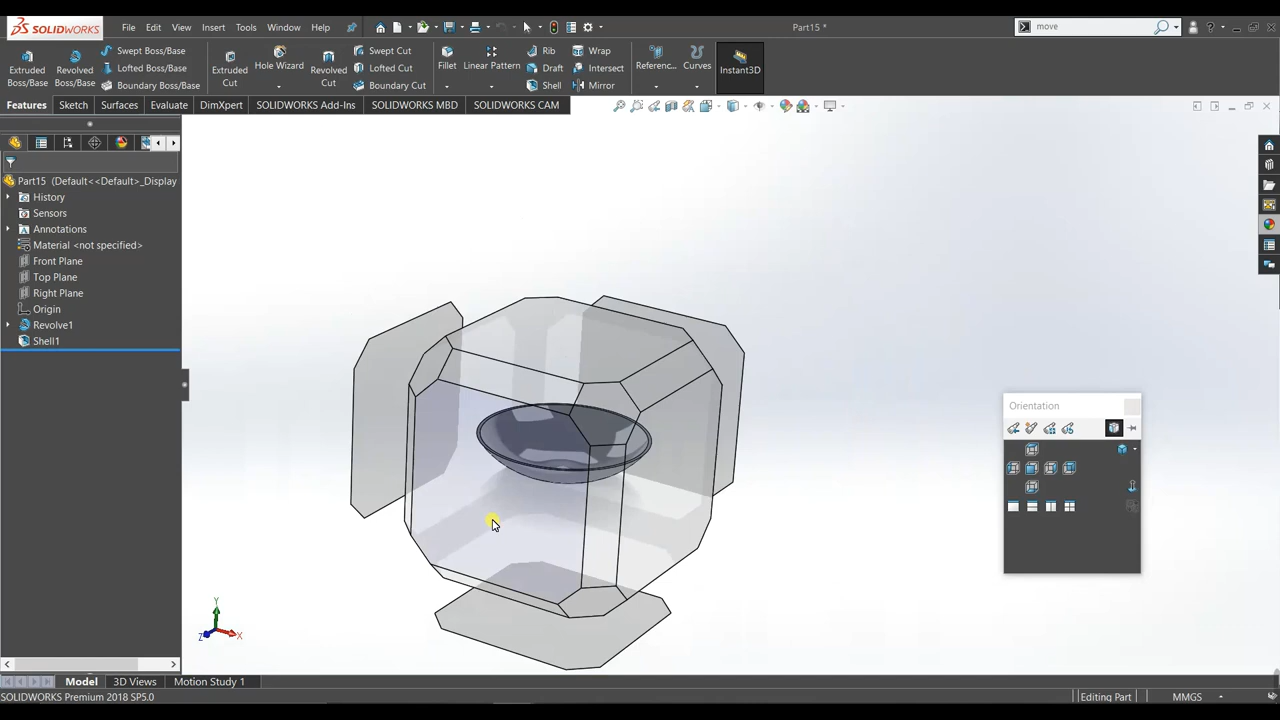 SOLIDWORKS File Edit View Insert Tools Window Help Part15 * move ?
Extruded Boss/Base Revolved Boss/Base Swept Boss/Base Lofted Boss/Base Boundary Boss/Base Extruded Cut Hole Wizard Revolved Cut Swept Cut Lofted Cut Boundary Cut Fillet Linear Pattern Rib Draft Shell Wrap Intersect Mirror Referenc... Curves Instant3D
Features Sketch Surfaces Evaluate DimXpert SOLIDWORKS Add-Ins SOLIDWORKS MBD SOLIDWORKS CAM
Part15 (Default<<Default>_Display
History
Sensors
Annotations
Material <not specified>
Front Plane
Top Plane
Right Plane
Origin
Revolve1
Shell1
Orientation
Y
Z X
Model 3D Views Motion Study 1
SOLIDWORKS Premium 2018 SP5.0 Editing Part MMGS